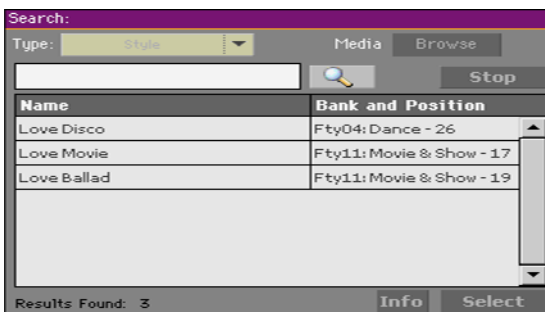 Search:
Type: Style Media Browse
Stop
Name Bank and Position
Love Disco Fty04: Dance - 26
Love Movie Fty11: Movie & Show - 17
Love Ballad Fty11: Movie & Show - 19
Results Found: 3 Info Select